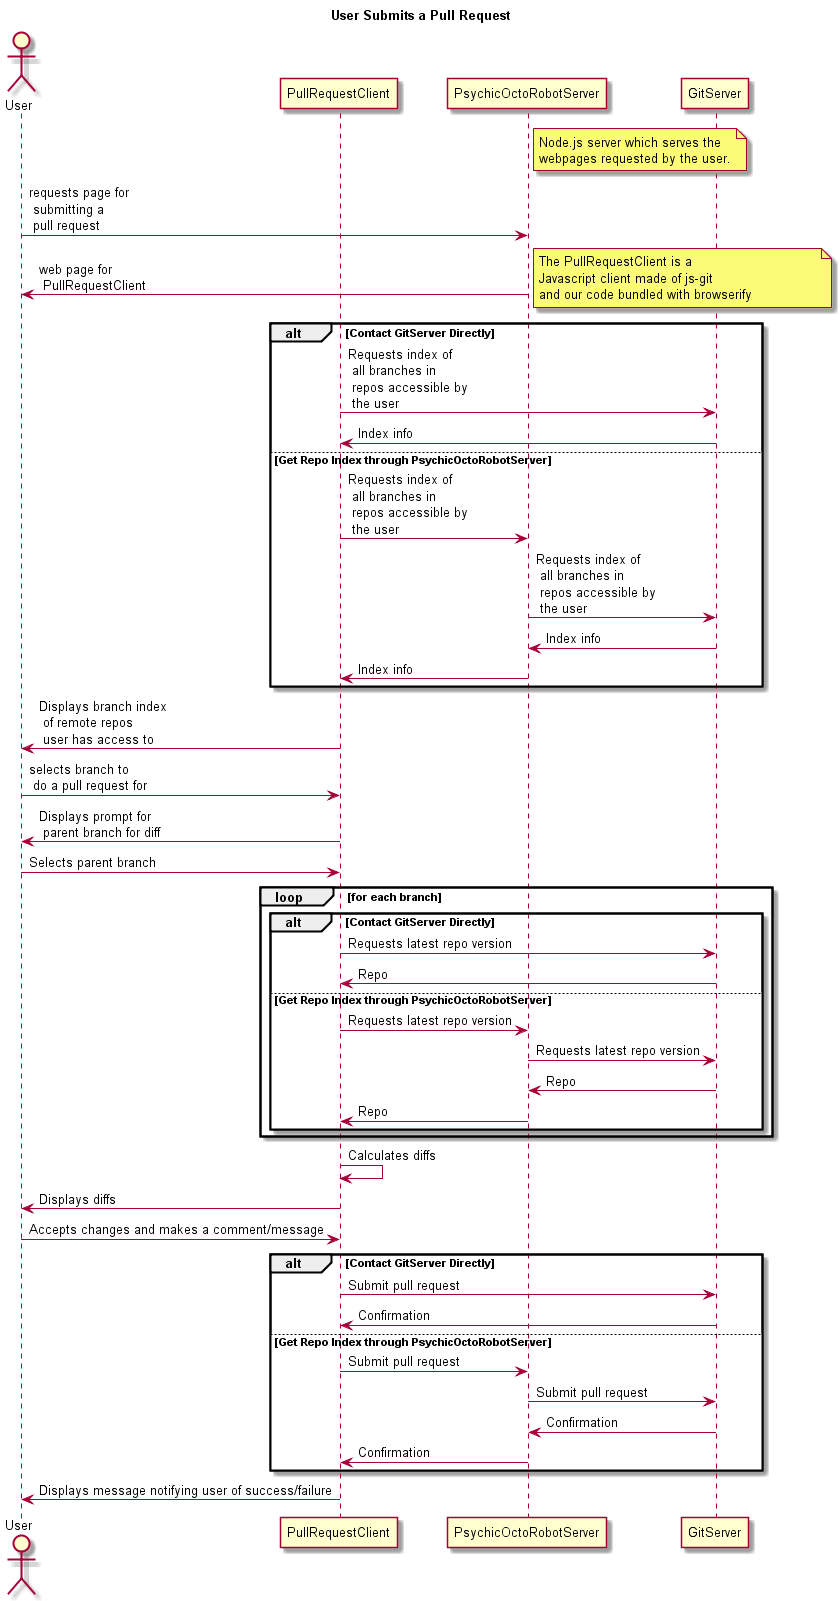 User Submits a Pull Request
User
PullRequestClient
PsychicOctoRobotServer
GitServer
Node.js server which serves the
webpages requested by the user.
requests page for
submitting a
pull request
The PullRequestClient is a
Javascript client made of js-git
and our code bundled with browserify
web page for
PullRequestClient
alt
[Contact GitServer Directly]
Requests index of
all branches in
repos accessible by
the user
Index info
[Get Repo Index through PsychicOctoRobotServer]
Requests index of
all branches in
repos accessible by
the user
Requests index of
all branches in
repos accessible by
the user
Index info
Index info
Displays branch index
of remote repos
user has access to
selects branch to
do a pull request for
Displays prompt for
parent branch for diff
Selects parent branch
loop
[for each branch]
alt
[Contact GitServer Directly]
Requests latest repo version
Repo
[Get Repo Index through PsychicOctoRobotServer]
Requests latest repo version
Requests latest repo version
Repo
Repo
Calculates diffs
Displays diffs
Accepts changes and makes a comment/message
alt
[Contact GitServer Directly]
Submit pull request
Confirmation
[Get Repo Index through PsychicOctoRobotServer]
Submit pull request
Submit pull request
Confirmation
Confirmation
Displays message notifying user of success/failure
User
PullRequestClient
PsychicOctoRobotServer
GitServer